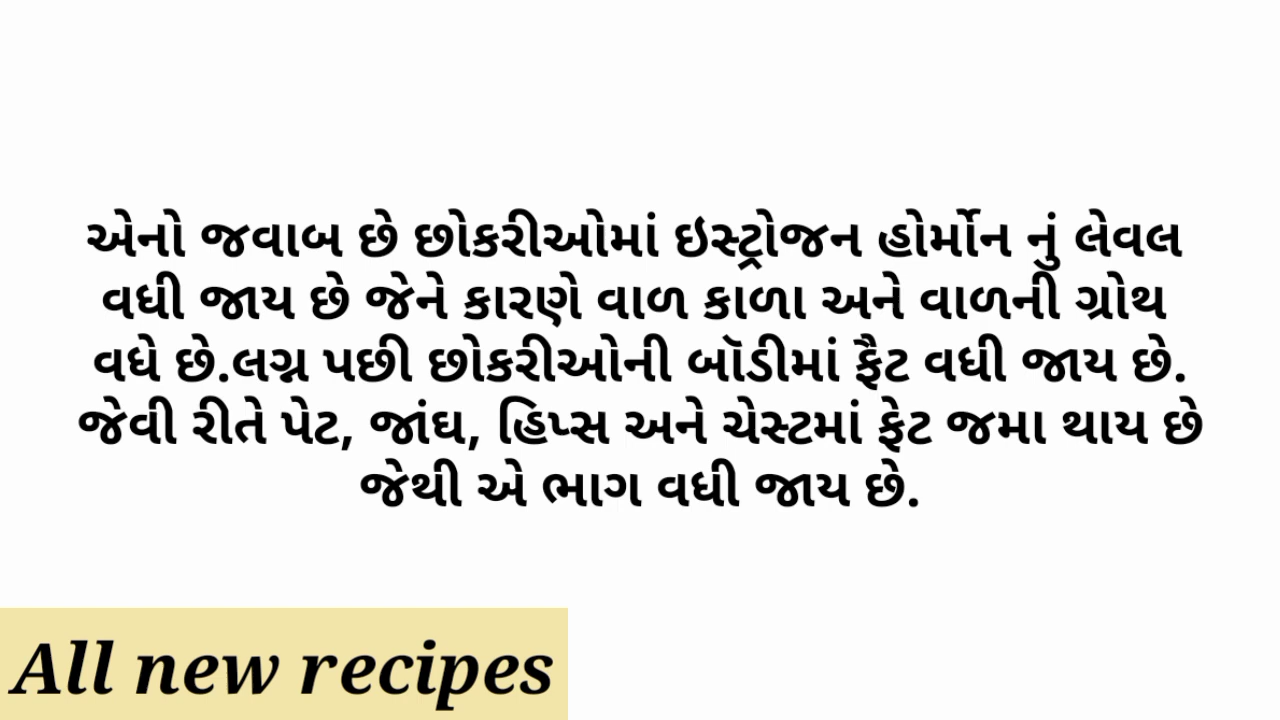 એનો જવાબ છે છોકરીઓમાં ઇસ્ટ્રોજન હોર્મોન નું લેવલ
વધી જાય છે જેને કારણે વાળ કાળા અને વાળની ગ્રોથ
વધે છે.લગ્ન પછી છોકરીઓની બૉડીમાં ફૈટ વધી જાય છે.
જેવી રીતે પેટ, જાંઘ, હિપ્સ અને ચેસ્ટમાં ફેટ જમા થાય છે
જેથી એ ભાગ વધી જાય છે.
All new recipes